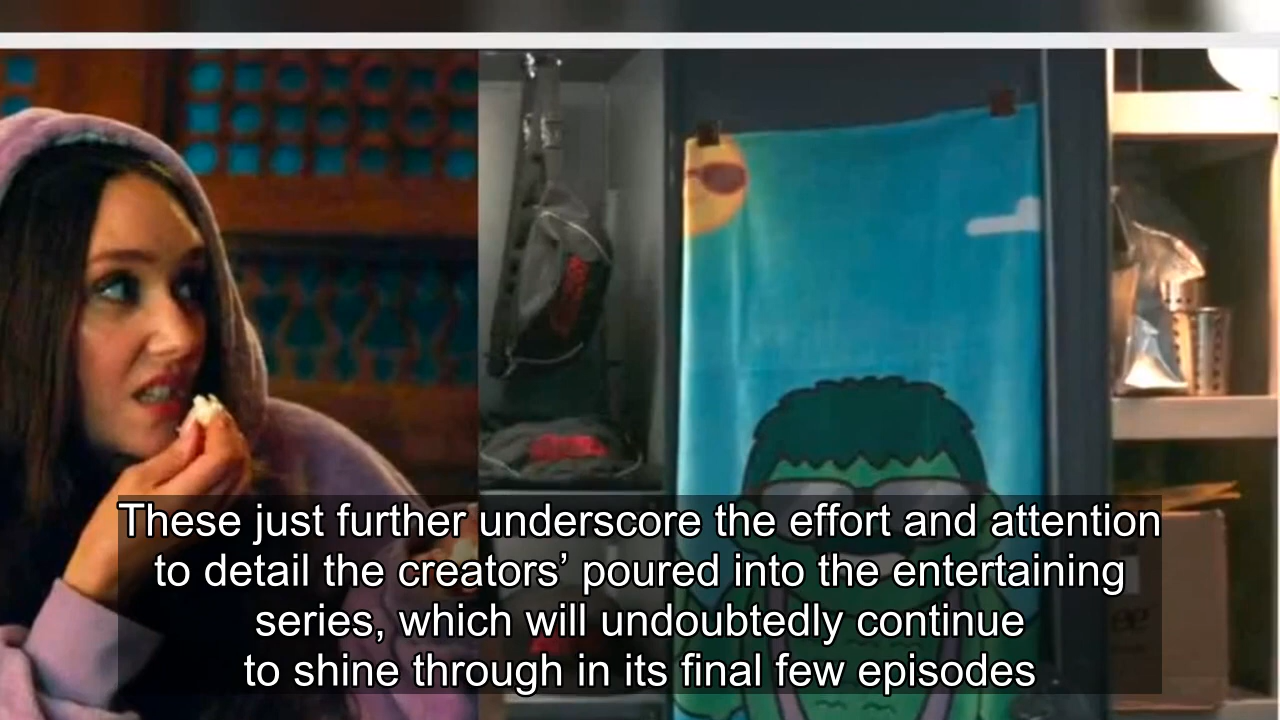 These just further underscore the effort and attention
to detail the creators’ poured into the entertaining
series, which will undoubtedly continue
to shine through in its final few episodes